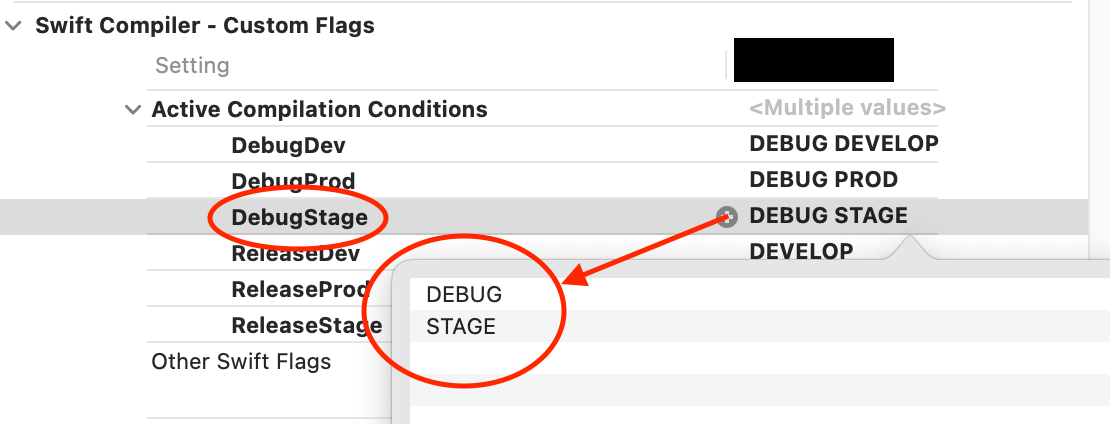 Swift Compiler - Custom Flags
Setting
Active Compilation Conditions <Multiple values>
DebugDev DEBUG DEVELOP
DebugProd DEBUG PROD
DebugStage DEBUG STAGE
ReleaseDev DEVELOP
ReleaseProd
ReleaseStage
Other Swift Flags
DEBUG
STAGE